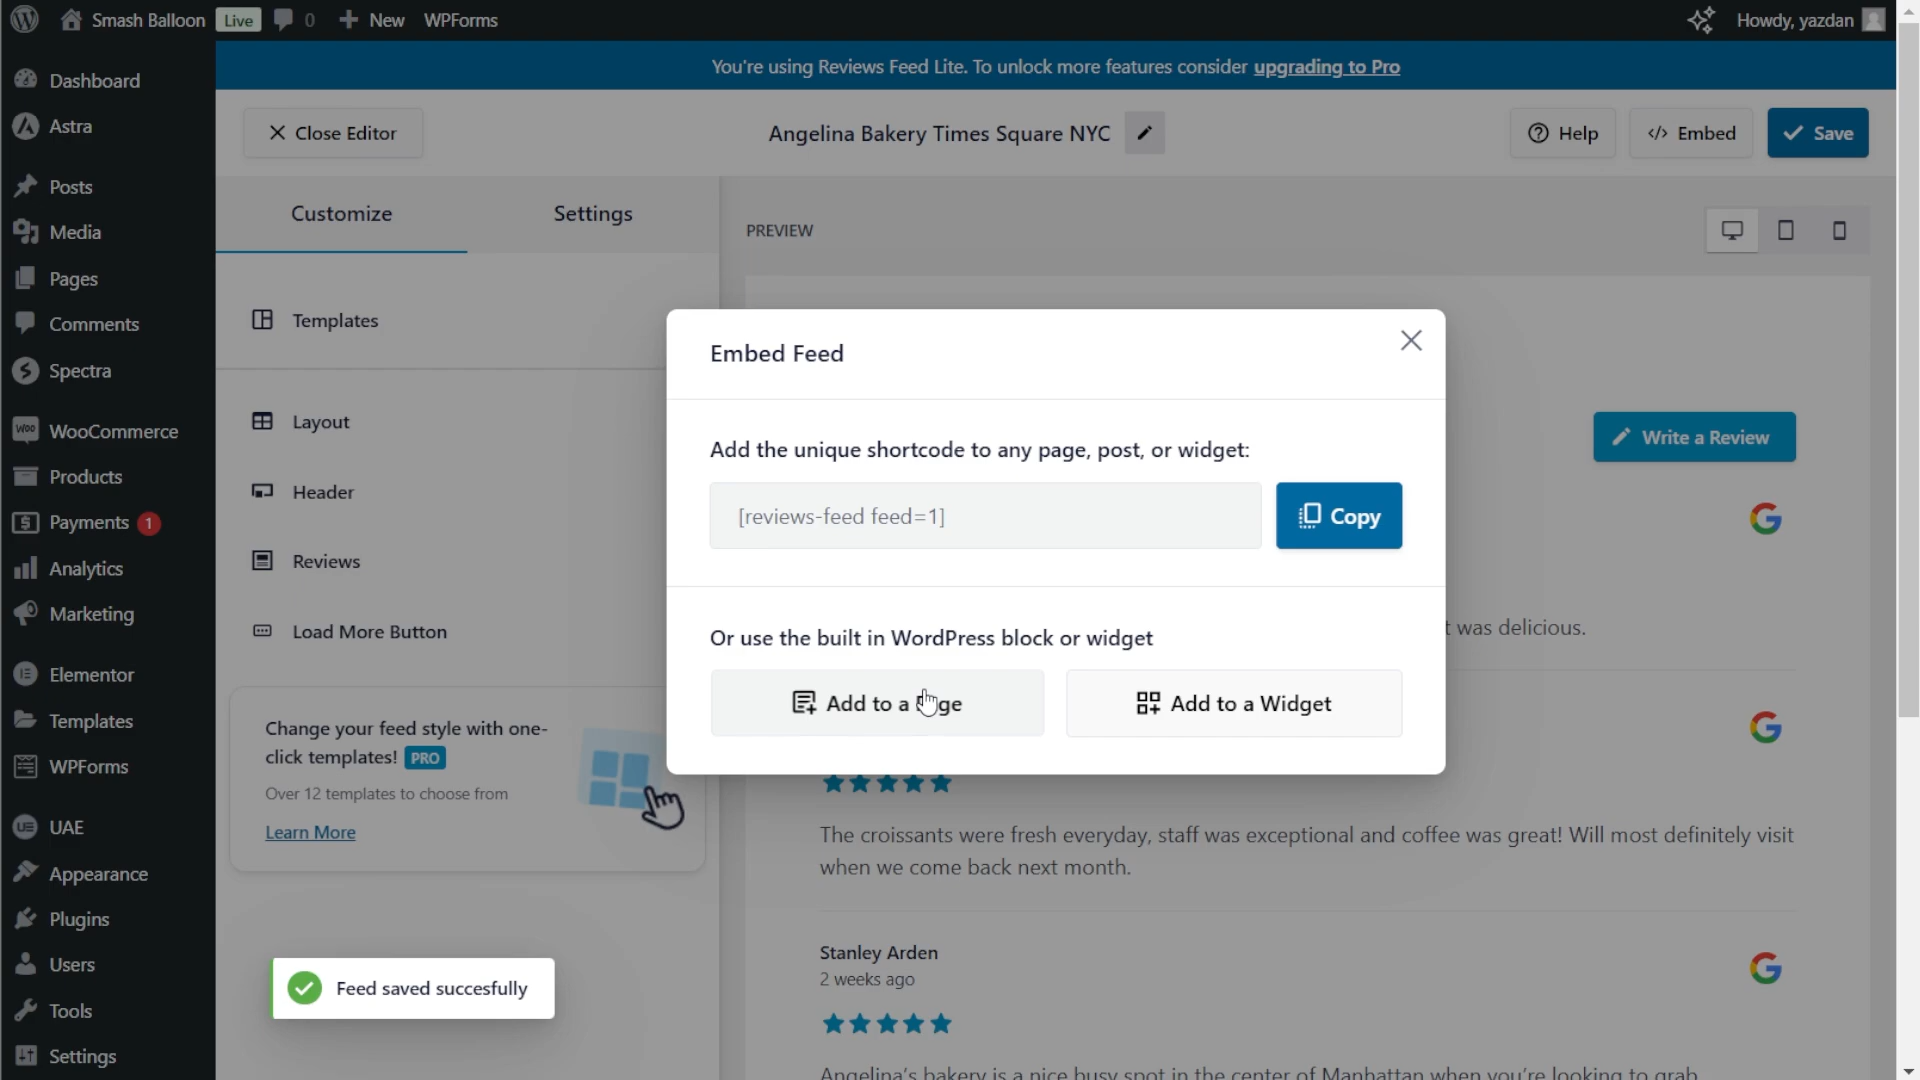 Smash Balloon Live 0 New WPForms
Howdy, yazdan
Dashboard
Astra
Posts
Media
Pages
Comments
Spectra
WooCommerce
Products
Payments 1
Analytics
Marketing
Elementor
Templates
WPForms
UAE
Appearance
Plugins
Users
Tools
Settings
You're using Reviews Feed Lite. To unlock more features consider upgrading to Pro
Close Editor
Angelina Bakery Times Square NYC
Help
Embed
Save
Customize
Settings
Templates
Layout
Header
Reviews
Load More Button
Change your feed style with one-
click templates! PRO
Over 12 templates to choose from
Learn More
Feed saved succesfully
PREVIEW
Write a Review
Embed Feed
Add the unique shortcode to any page, post, or widget:
[reviews-feed feed=1]
Copy
Or use the built in WordPress block or widget
Add to a
Add to a Widget
was delicious.
The croissants were fresh everyday, staff was exceptional and coffee was great! Will most definitely visit
when we come back next month.
Stanley Arden
2 weeks ago
Angelina's bakery is a nice busy spot in the center of Manhattan when you're looking to grab